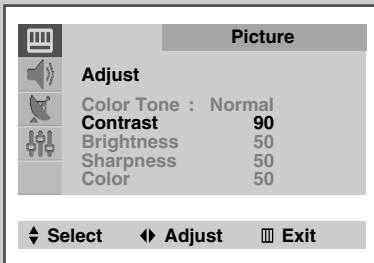 Picture
Adjust
Color Tone : Normal
Contrast 90
Brightness 50
Sharpness 50
Color 50
Select Adjust Exit